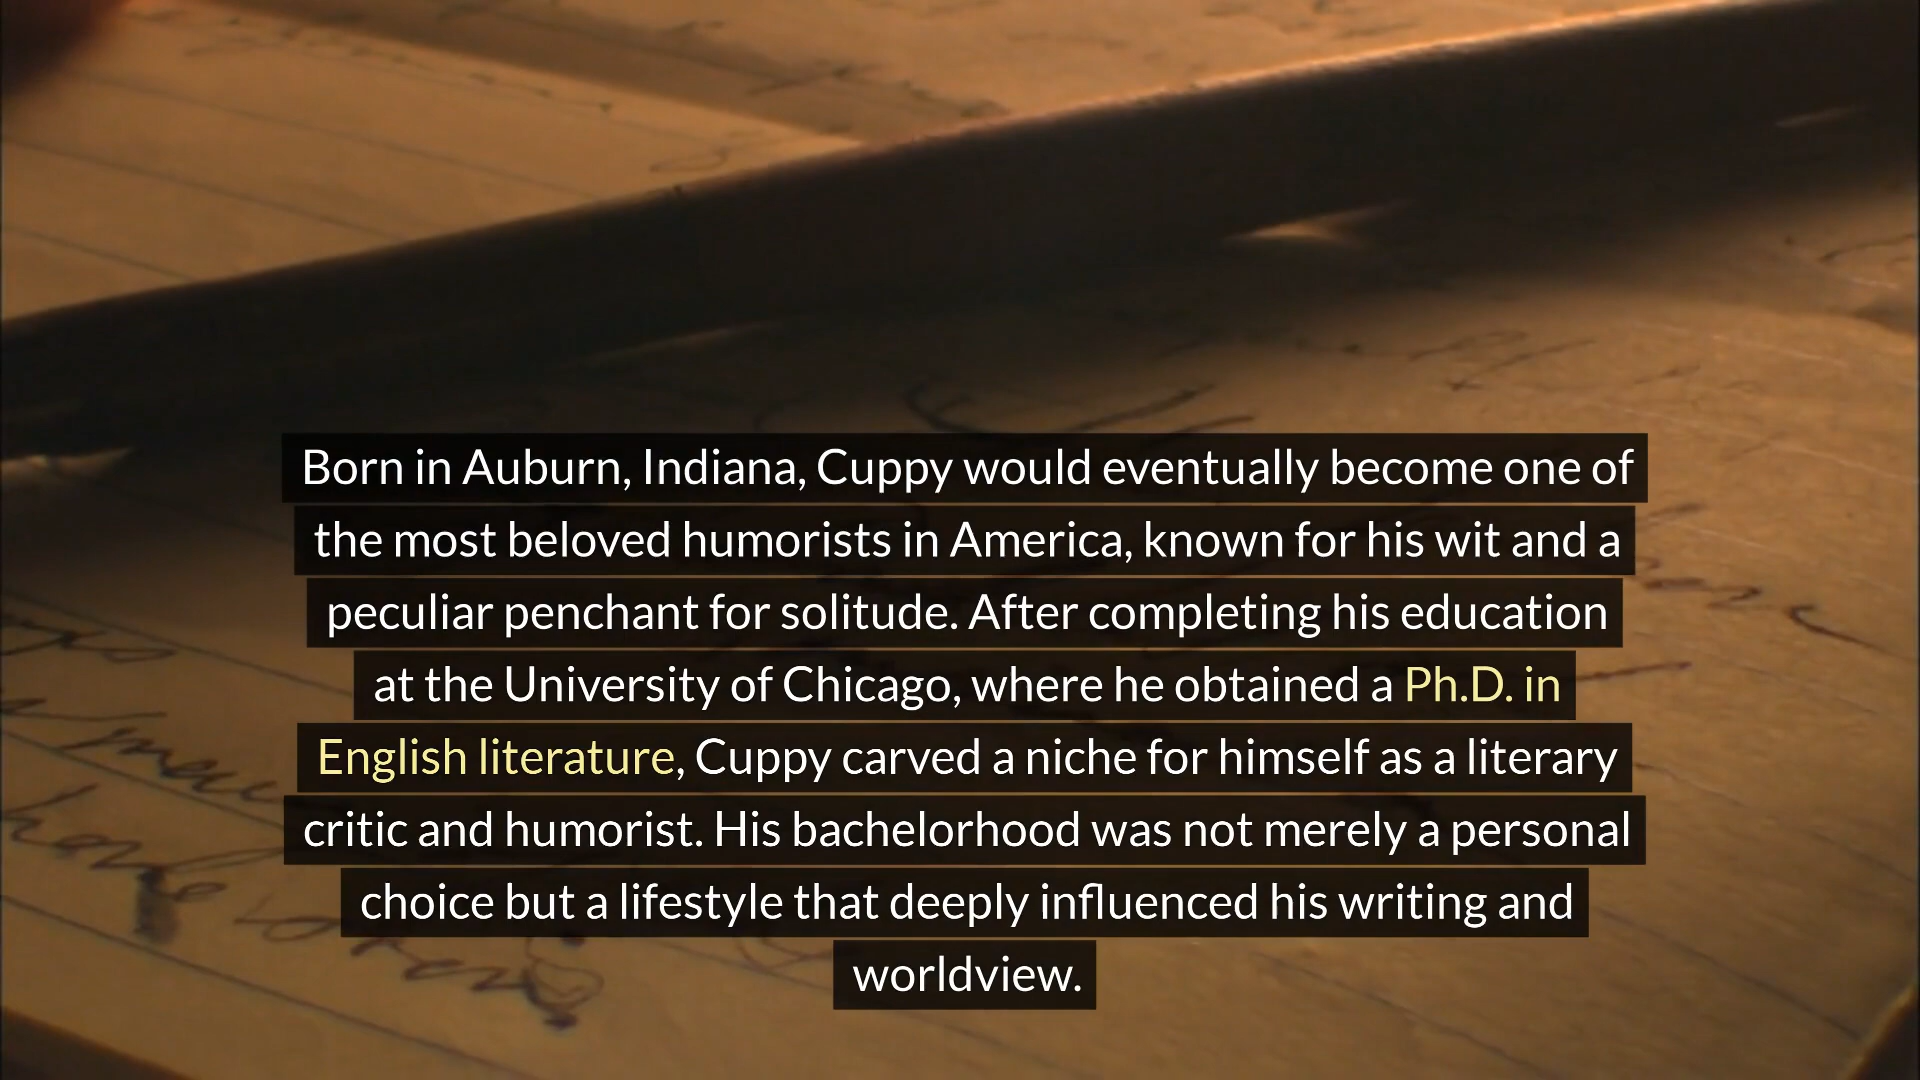 Born in Auburn, Indiana, Cuppy would eventually become one of
the most beloved humorists in America, known for his wit and a
peculiar penchant for solitude. After completing his education
at the University of Chicago, where he obtained a Ph.D. in
English literature, Cuppy carved a niche for himself as a literary
critic and humorist. His bachelorhood was not merely a personal
choice but a lifestyle that deeply influenced his writing and
worldview.